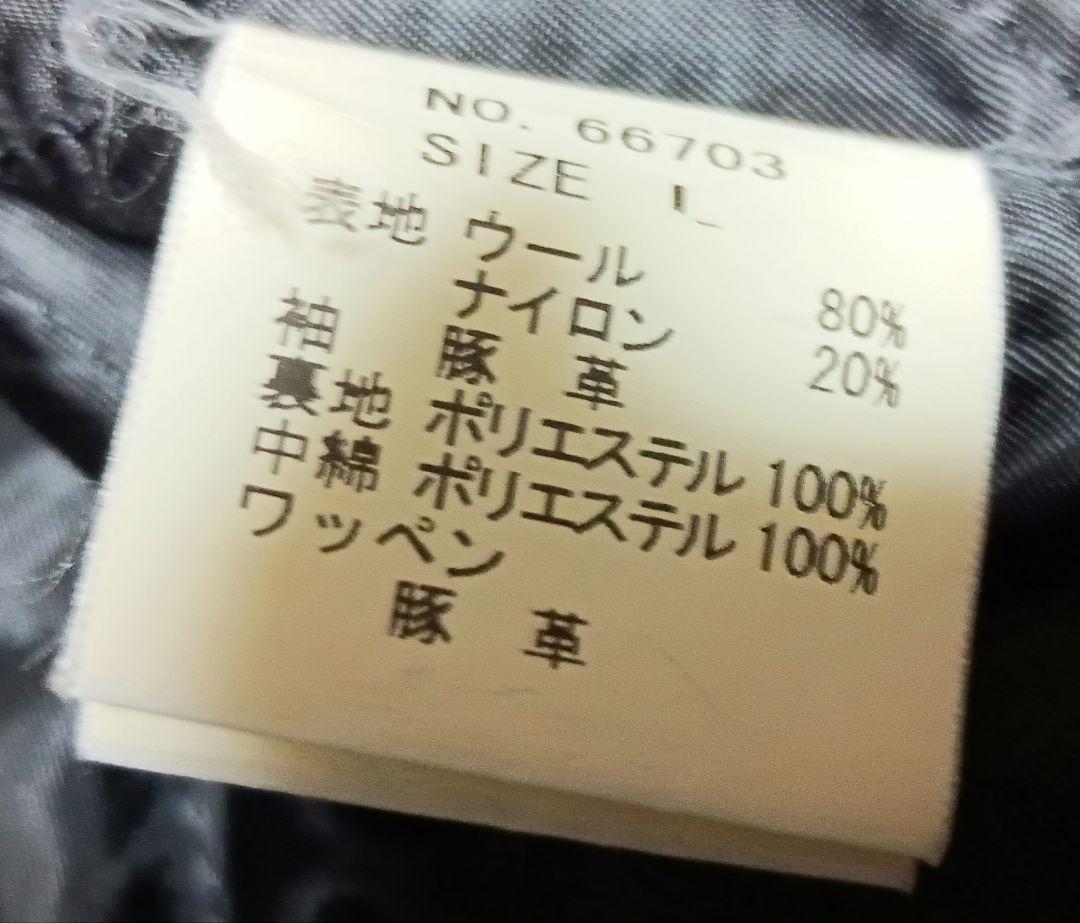 NO. 66703
SIZE L
表地 ウール 80%
ナイロン 20%
袖 豚 革
裏地 ポリエステル 100%
中綿 ポリエステル 100%
ワッペン
豚 革